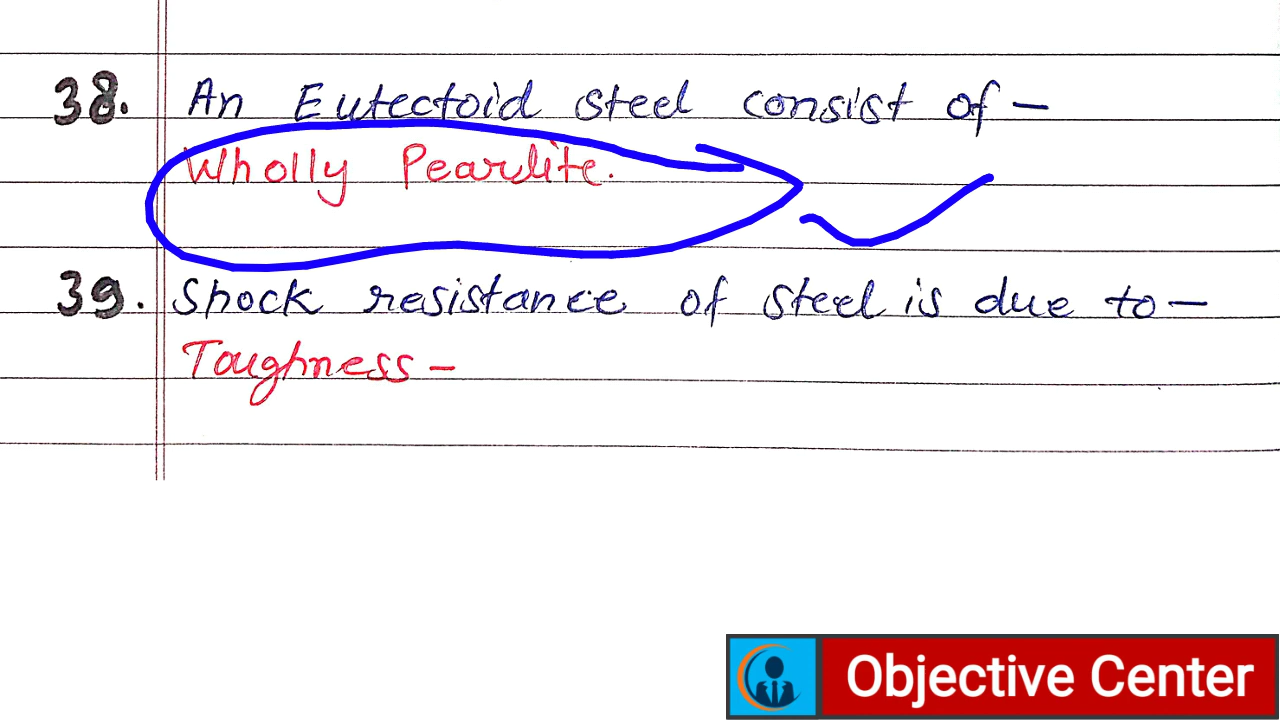 38. An Eutectoid steel consist of -
Wholly Pearlite.
39. Shock resistance of steel is due to -
Toughness -
Objective Center